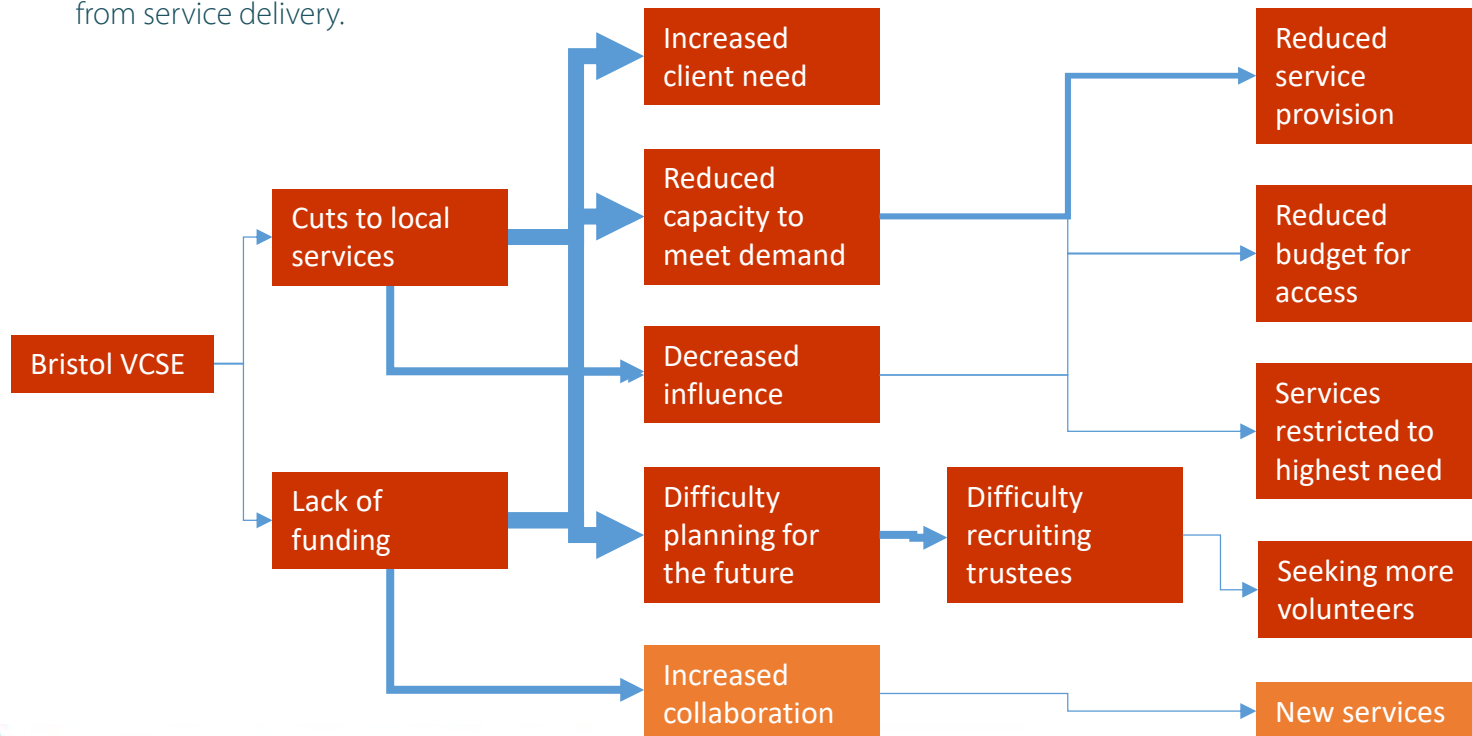 from service delivery.
Increased
client need
Reduced
service
provision
Cuts to local
services
Reduced
capacity to
meet demand
Reduced
budget for
access
Bristol VCSE
Decreased
influence
Services
restricted to
highest need
Lack of
funding
Difficulty
planning for
the future
Difficulty
recruiting
trustees
Seeking more
volunteers
Increased
collaboration
New services